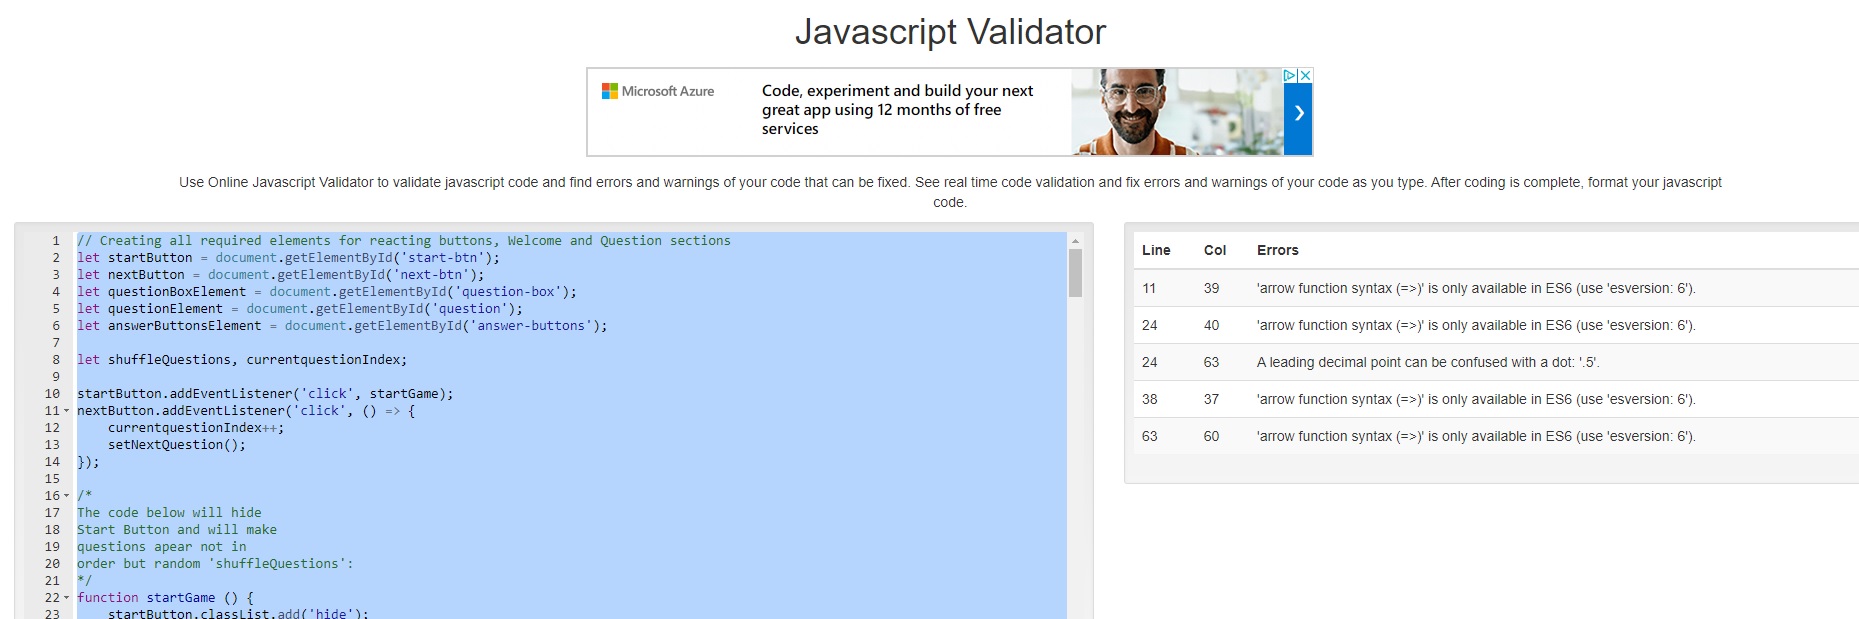 Javascript Validator
Microsoft Azure
Code, experiment and build your next
great app using 12 months of free
services
Use Online Javascript Validator to validate javascript code and find errors and warnings of your code that can be fixed. See real time code validation and fix errors and warnings of your code as you type. After coding is complete, format your javascript
code.
1 // Creating all required elements for reacting buttons, Welcome and Question sections
2 let startButton = document.getElementById('start-btn');
3 let nextButton = document.getElementById('next-btn');
4 let questionBoxElement = document.getElementById('question-box');
5 let questionElement = document.getElementById('question');
6 let answerButtonsElement = document.getElementById('answer-buttons');
7
8 let shuffleQuestions, currentquestionIndex;
9
10 startButton.addEventListener('click', startGame);
11 nextButton.addEventListener('click', () => {
12     currentquestionIndex++;
13     setNextQuestion();
14 });
15
16 /*
17 The code below will hide
18 Start Button and will make
19 questions apear not in
20 order but random 'shuffleQuestions':
21 */
22 function startGame () {
23     startButton.classList.add('hide');
Line Col Errors
11 39 'arrow function syntax (=>)' is only available in ES6 (use 'esversion: 6').
24 40 'arrow function syntax (=>)' is only available in ES6 (use 'esversion: 6').
24 63 A leading decimal point can be confused with a dot: '.5'.
38 37 'arrow function syntax (=>)' is only available in ES6 (use 'esversion: 6').
63 60 'arrow function syntax (=>)' is only available in ES6 (use 'esversion: 6').